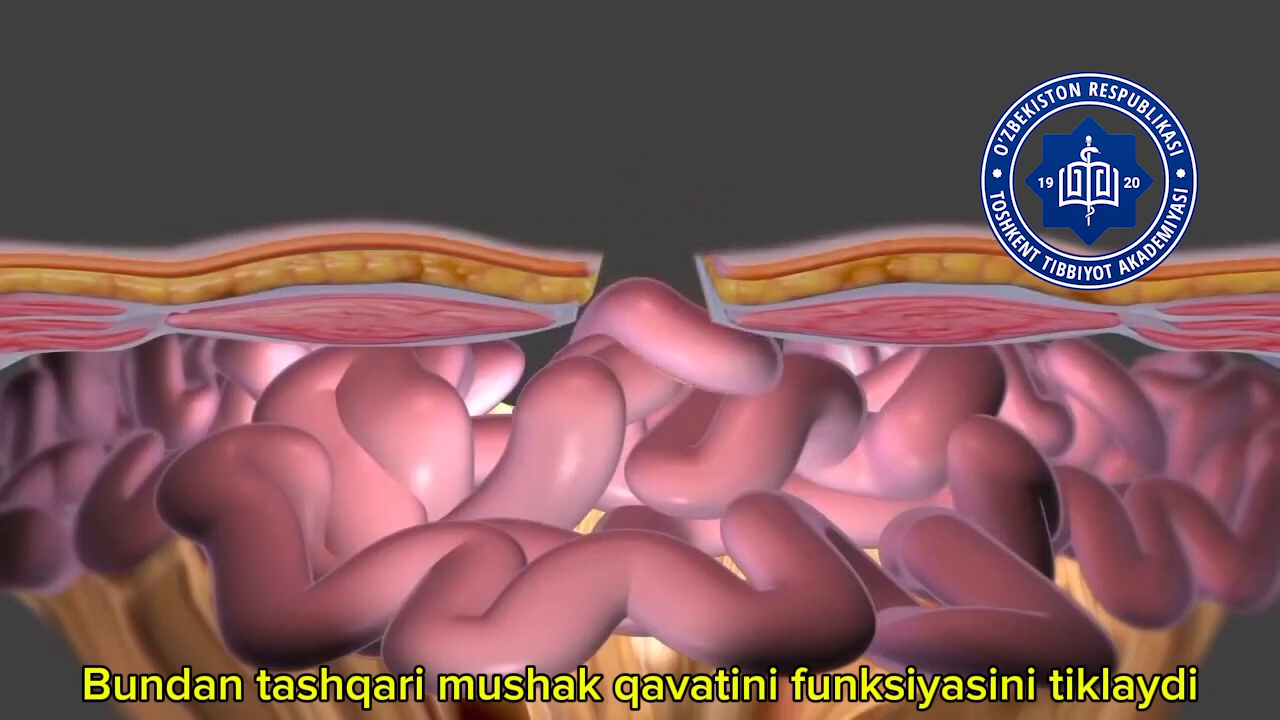 O'ZBEKISTON RESPUBLIKASI
19 20
TOSHKENT TIBBIYOT AKADEMIYASI
Bundan tashqari mushak qavatini funksiyasini tiklaydi